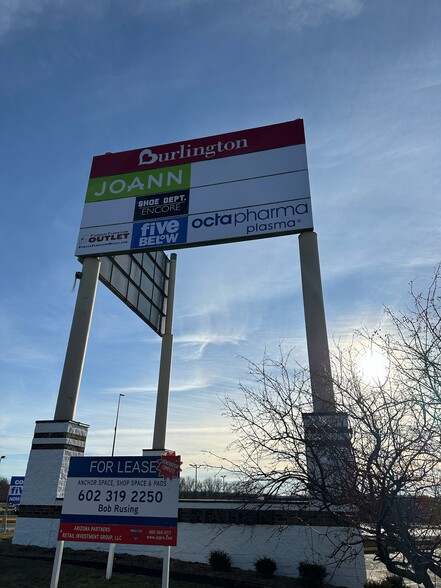 Burlington
JOANN
SHOE DEPT.
ENCORE
OUTLET
five
BELOW
octapharma
plasma
FOR LEASE
ANCHOR SPACE, SHOP SPACE & PADS
602 319 2250
Bob Rusing
ARIZONA PARTNERS
RETAIL INVESTMENT GROUP, LLC